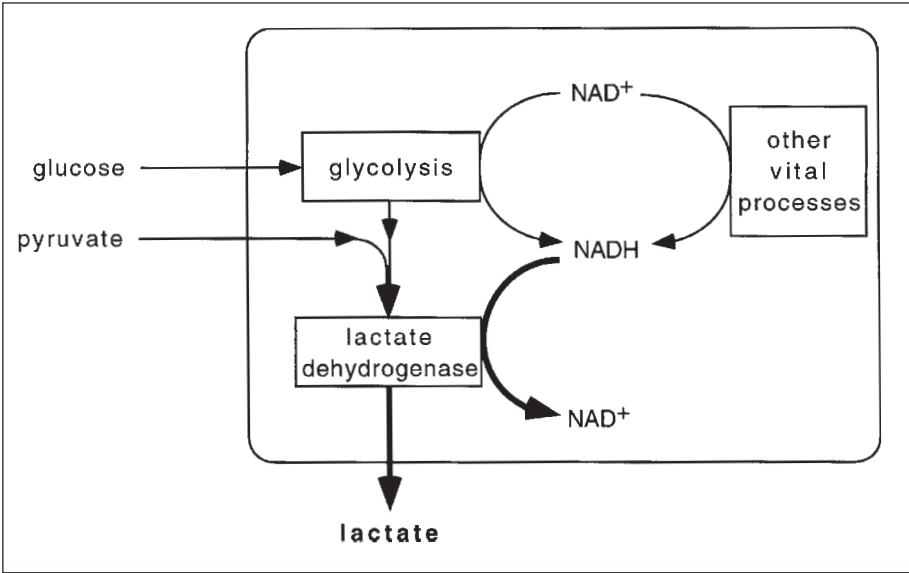 NAD+
other
vital
processes
glucose
glycolysis
pyruvate
NADH
lactate
dehydrogenase
NAD+
lactate